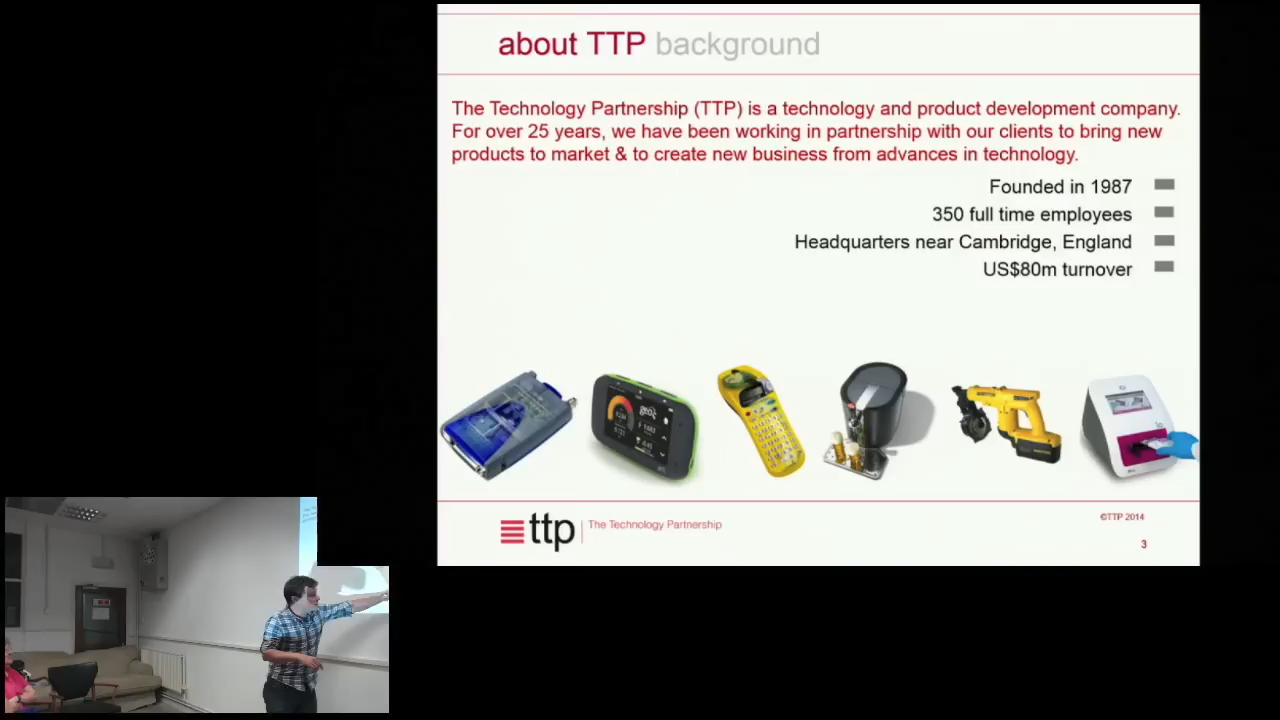 about TTP background
The Technology Partnership (TTP) is a technology and product development company.
For over 25 years, we have been working in partnership with our clients to bring new
products to market & to create new business from advances in technology.
Founded in 1987
350 full time employees
Headquarters near Cambridge, England
US$80m turnover
geo
ttp
The Technology Partnership
©TTP 2014
3